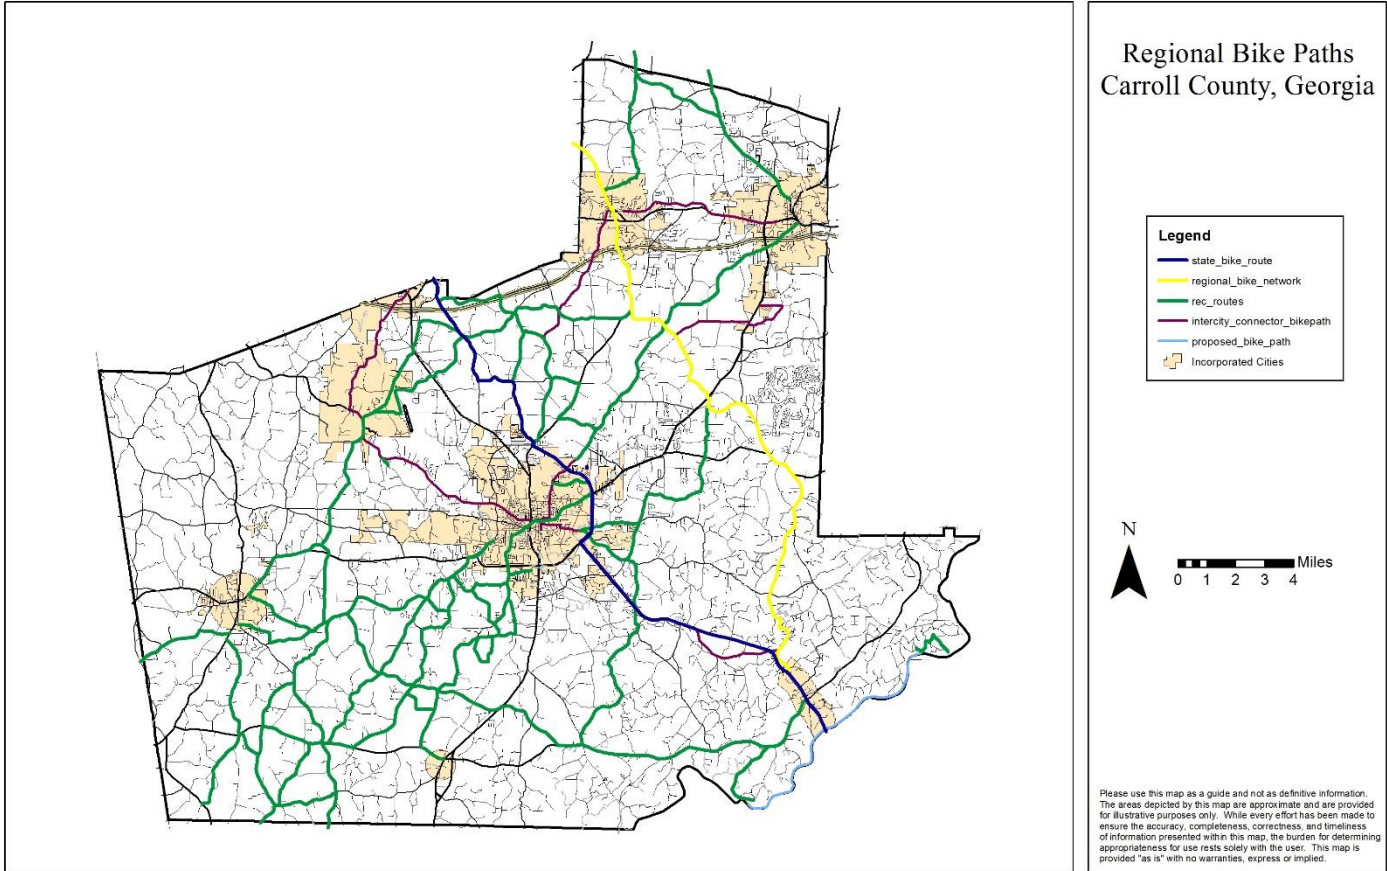 Regional Bike Paths
Carroll County, Georgia
Legend
state_bike_route
regional_bike_network
rec_routes
intercity_connector_bikepath
proposed_bike_path
Incorporated Cities
N
Miles
0 1 2 3 4
Please use this map as a guide and not as definitive information.
The areas depicted by this map are approximate and are provided
for illustrative purposes only. While every effort has been made to
ensure the accuracy, completeness, correctness, and timeliness
of information presented within this map, the burden for determining
appropriateness for use rests solely with the user. This map is
provided "as is" with no warranties, express or implied.